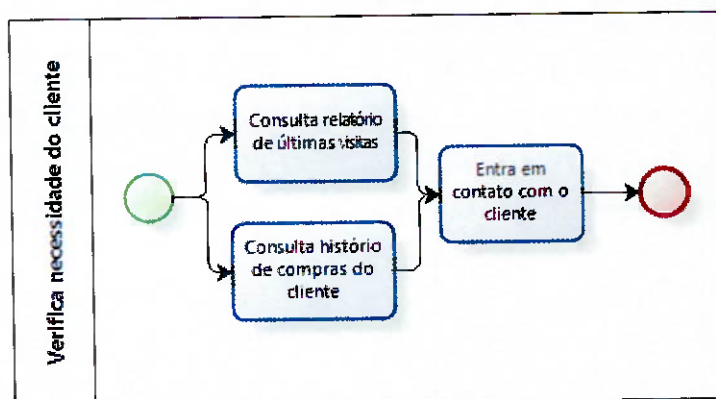 Verifica necessidade do cliente
Consulta relatório
de últimas visitas
Consulta histório
de compras do
cliente
Entra em
contato com o
cliente